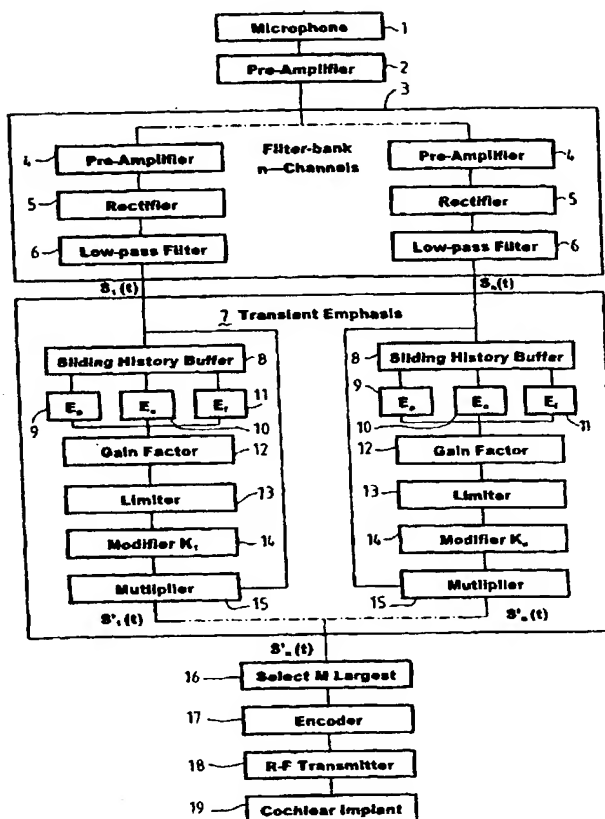 Microphone
1
Pre-Amplifier
2
3
Filter-bank
n—Channels
4
Pre-Amplifier
5
Rectifier
6
Low-pass Filter
Pre-Amplifier
4
Rectifier
5
Low-pass Filter
6
S₁(t)
Sₙ(t)
7
Transient Emphasis
Sliding History Buffer
8
9
Eₚ
E꜀
10
E_f
11
Gain Factor
12
Limiter
13
Modifier K₁
14
Mutliplier
15
S'₁(t)
8
Sliding History Buffer
9
Eₚ
10
E꜀
E_f
11
12
Gain Factor
13
Limiter
14
Modifier Kₙ
Mutliplier
15
S'ₙ(t)
S'ₙ(t)
16
Select M Largest
17
Encoder
18
R-F Transmitter
19
Cochlear Implant